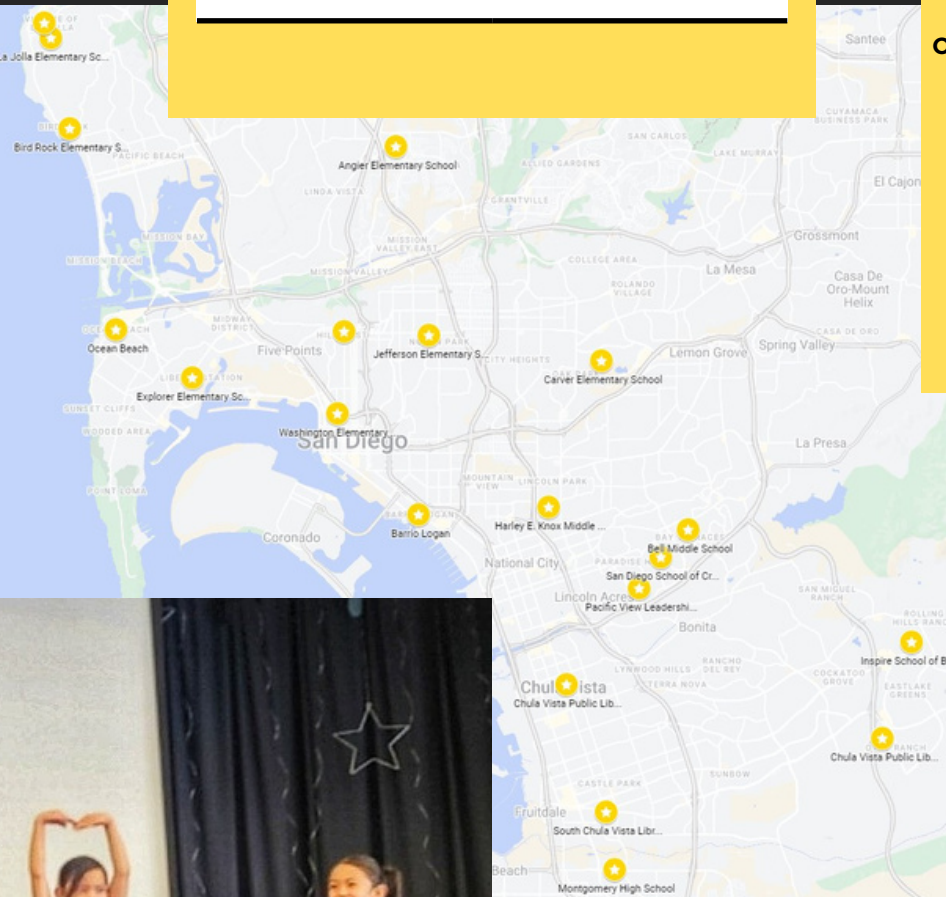 Santee
La Jolla Elementary Sc...
CUYAMACA
BUSINESS PARK
Bird Rock Elementary S...
PACIFIC BEACH
SAN CARLOS
Angier Elementary School
ALLIED GARDENS
LAKE MURRAY
El Cajon
LINDA VISTA
GRANTVILLE
MISSION BAY
MISSION
VALLEY EAST
Grossmont
MISSION BEACH
MISSION VALLEY
COLLEGE AREA
La Mesa
ROLANDO
VILLAGE
Casa De
Oro-Mount
Helix
MIDWAY
DISTRICT
CASA DE ORO
Ocean Beach
Five Points
Jefferson Elementary S...
CITY HEIGHTS
Lemon Grove
Spring Valley
Carver Elementary School
Explorer Elementary Sc...
SUNSET CLIFFS
WOODED AREA
Washington Elementary
San Diego
La Presa
POINT LOMA
MOUNTAIN
VIEW
LINCOLN PARK
Harley E. Knox Middle ...
Barrio Logan
Coronado
Bell Middle School
National City
San Diego School of Cr...
Lincoln Acres
Pacific View Leadershi...
SAN MIGUEL
RANCH
ROLLING
HILLS RANC
Bonita
Inspire School of B
LYNWOOD HILLS
RANCHO
DEL REY
COCKATOO
GROVE
TERRA NOVA
EASTLAKE
GREENS
Chula Vista
Chula Vista Public Lib...
Chula Vista Public Lib...
SUNBOW
CASTLE PARK
Fruitdale
South Chula Vista Libr...
Beach
Montgomery High School